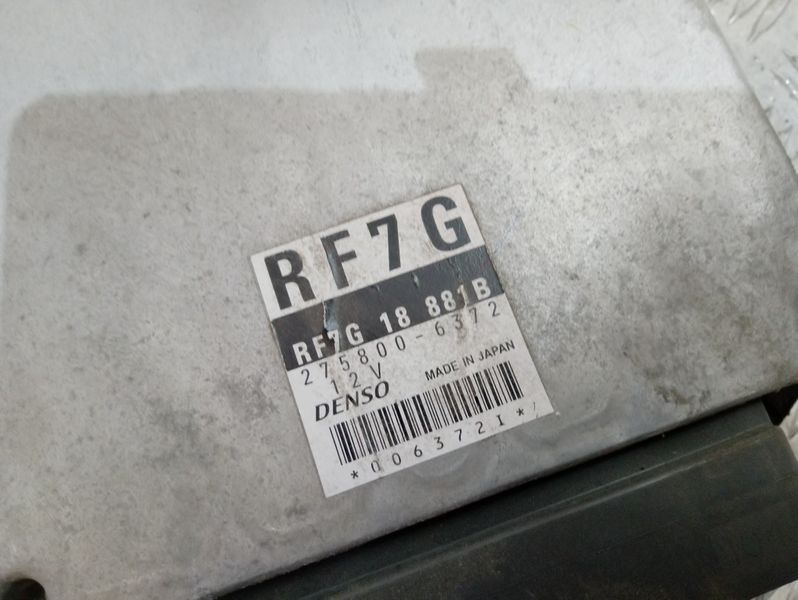 RF7G
RF7G 18 881B
275800-6372
12V
DENSO MADE IN JAPAN
*006372I*